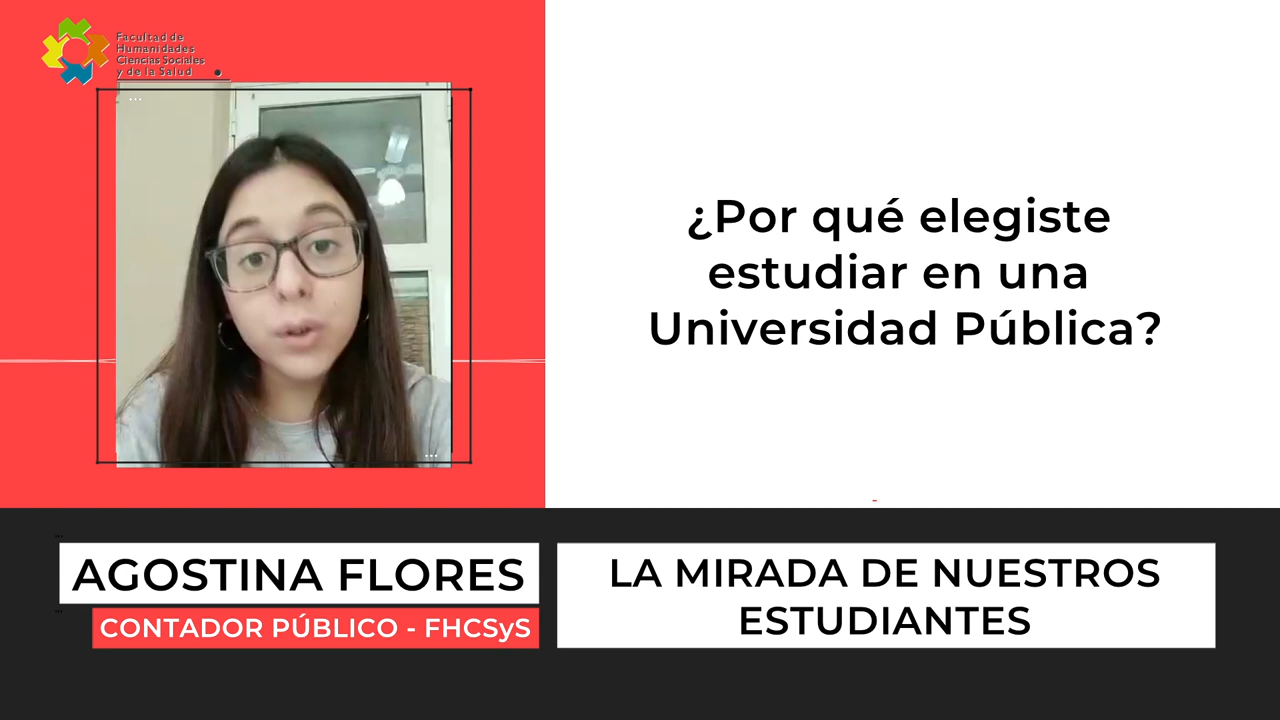 Facultad de
Humanidades
Ciencias Sociales
y de la Salud
¿Por qué elegiste
estudiar en una
Universidad Pública?
AGOSTINA FLORES
CONTADOR PÚBLICO - FHCSyS
LA MIRADA DE NUESTROS
ESTUDIANTES